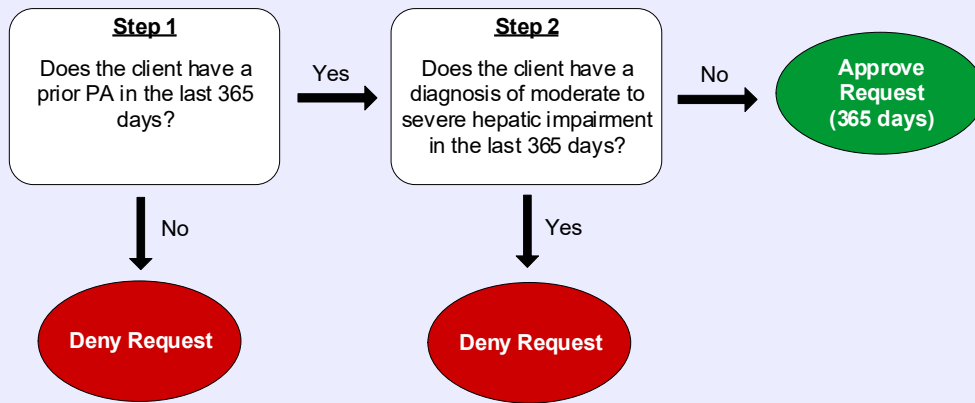 Step 1
Does the client have a
prior PA in the last 365
days?
Yes
Step 2
Does the client have a
diagnosis of moderate to
severe hepatic impairment
in the last 365 days?
No
Approve
Request
(365 days)
No
Yes
Deny Request
Deny Request